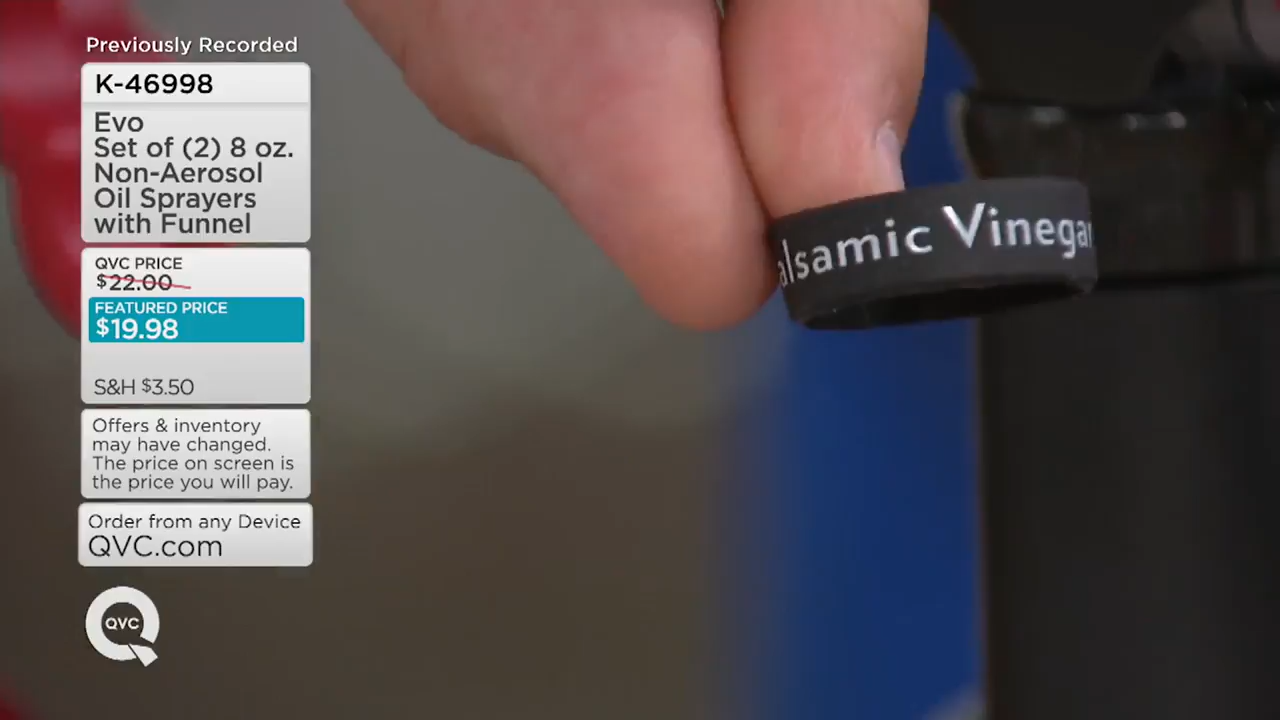 Previously Recorded
K-46998
Evo
Set of (2) 8 oz.
Non-Aerosol
Oil Sprayers
with Funnel
QVC PRICE
$22.00
FEATURED PRICE
$19.98
S&H $3.50
Offers & inventory
may have changed.
The price on screen is
the price you will pay.
Order from any Device
QVC.com
QVC
alsamic Vinegar